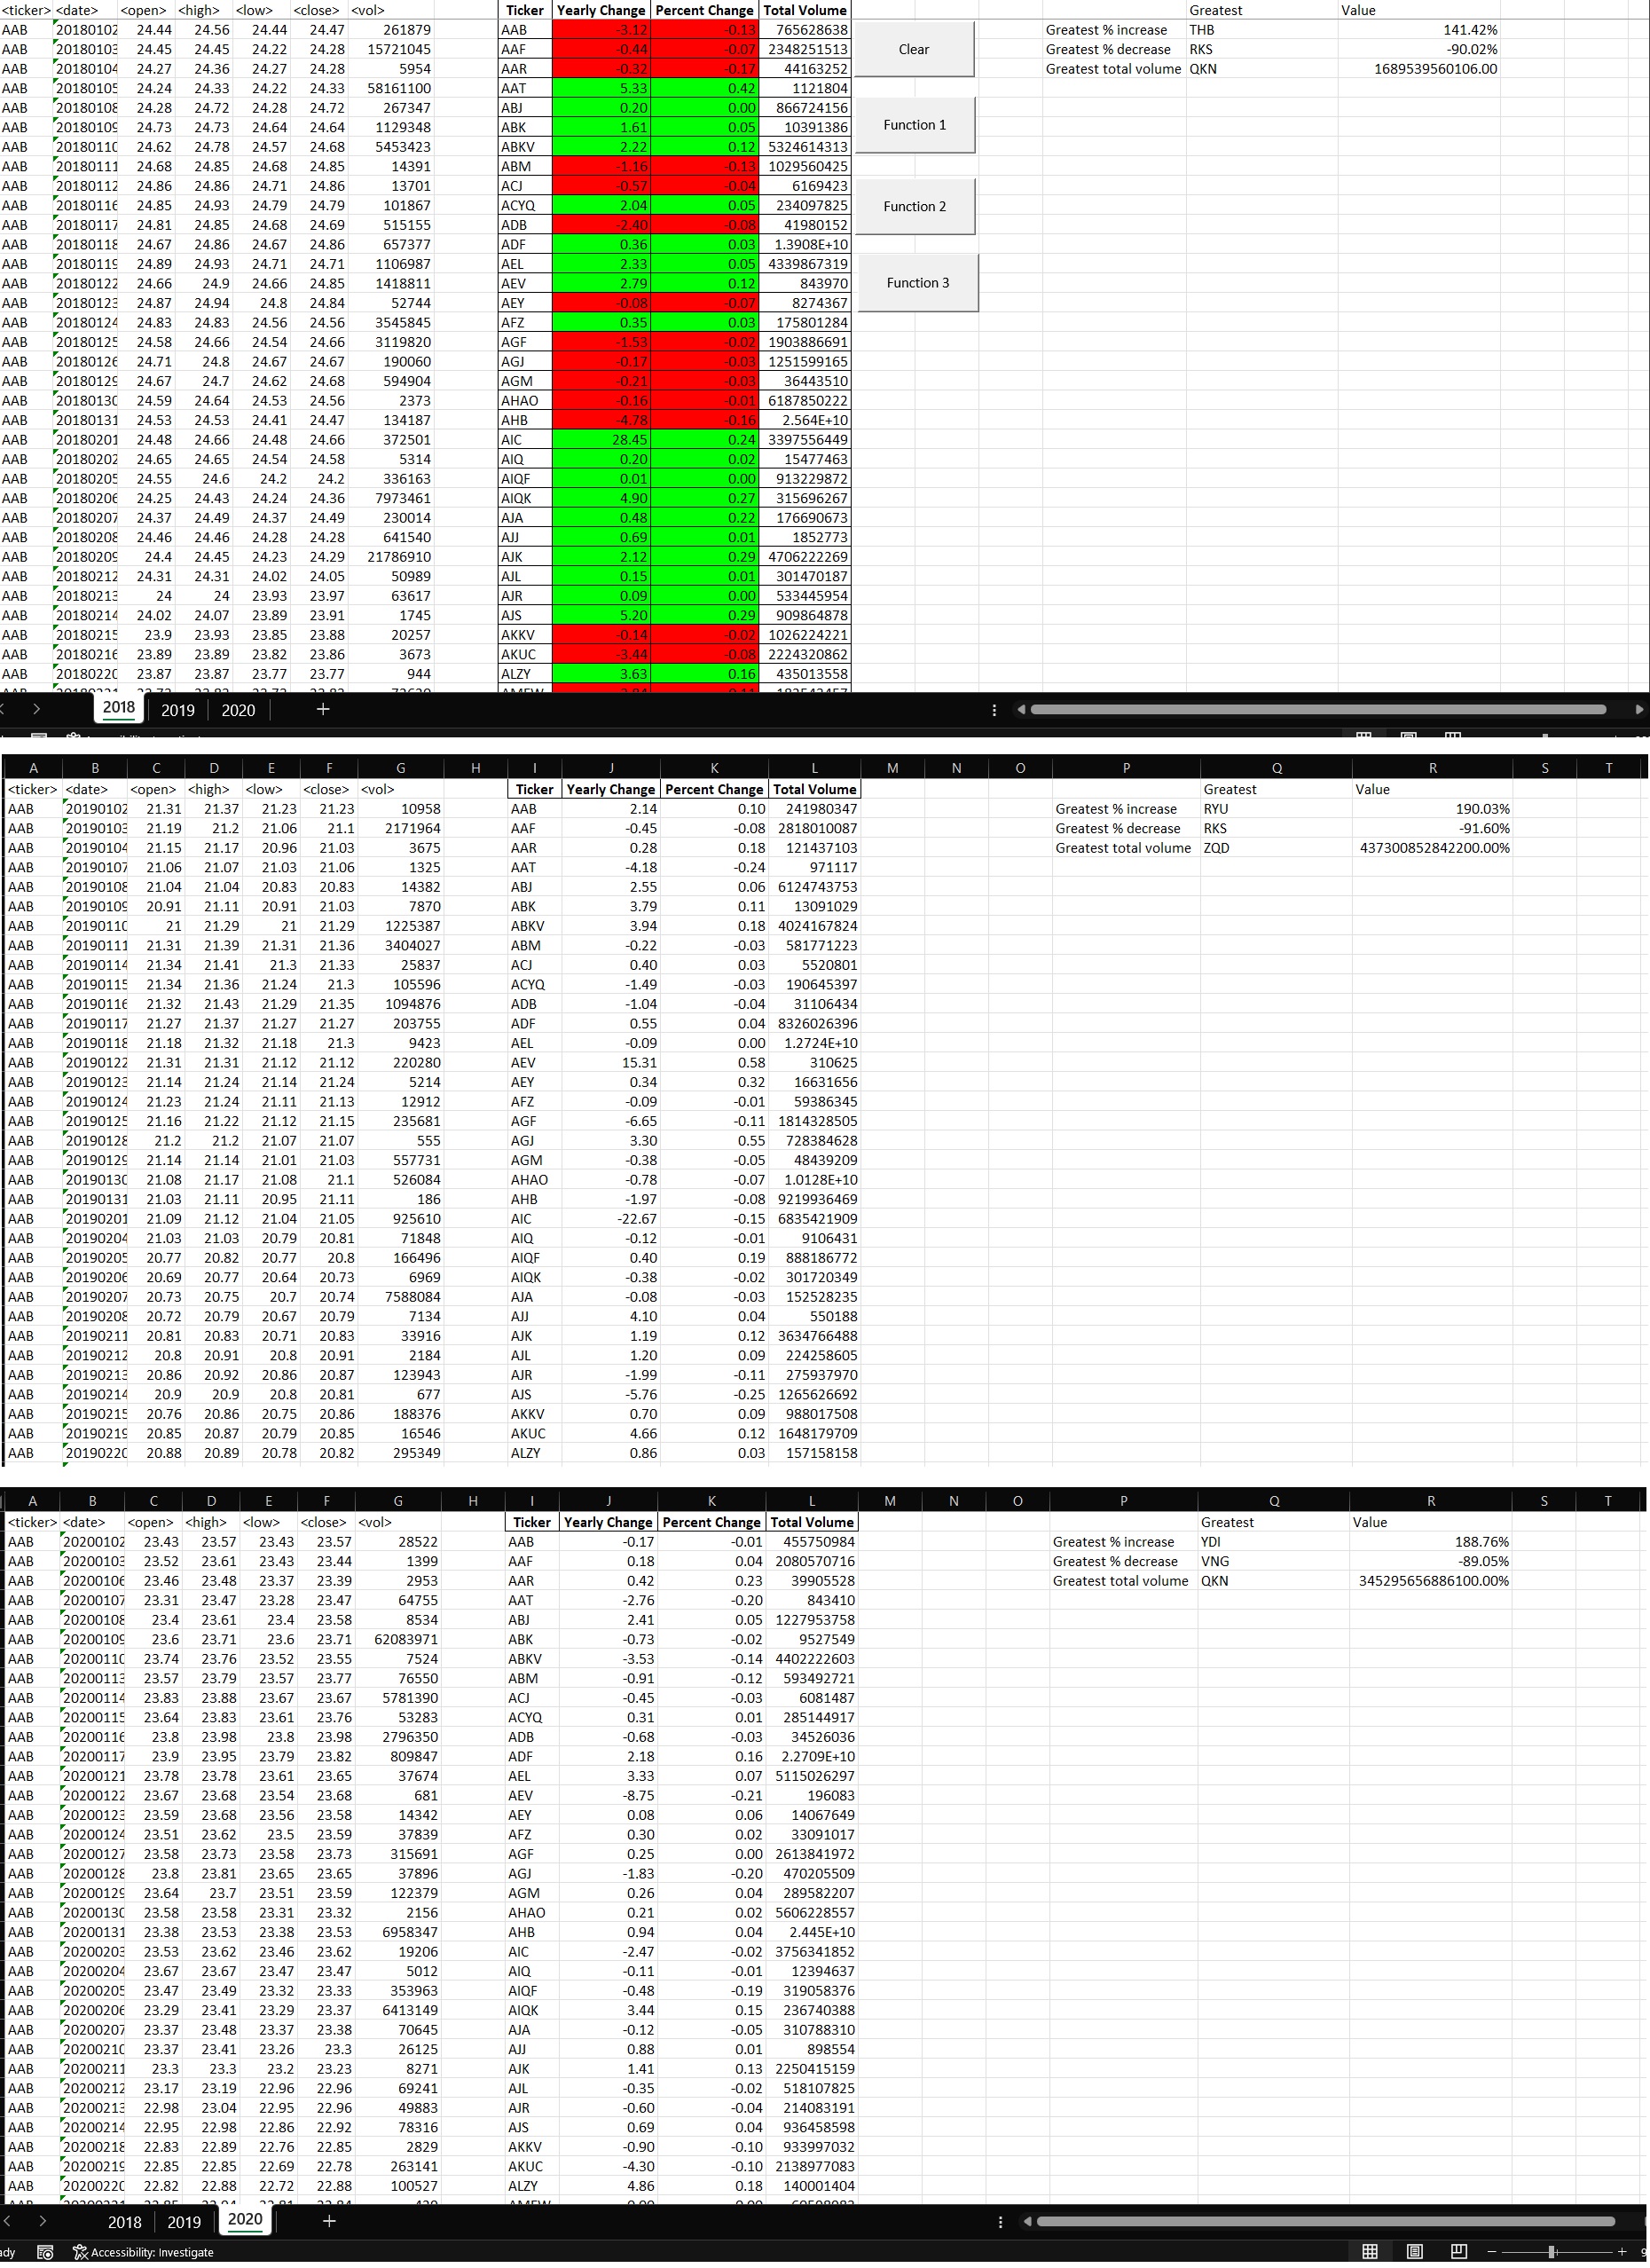 <ticker> <date> <open> <high> <low> <close> <vol> Ticker Yearly Change Percent Change Total Volume Greatest Value
AAB 20180102 24.44 24.56 24.44 24.47 261879 AAB -3.12 -0.13 765628638 Greatest % increase THB 141.42%
AAB 20180103 24.45 24.45 24.22 24.28 15721045 AAF -0.44 -0.07 2348251513 Clear Greatest % decrease RKS -90.02%
AAB 20180104 24.27 24.36 24.27 24.28 5954 AAR -0.32 -0.17 44163252 Greatest total volume QKN 1689539560106.00
AAB 20180105 24.24 24.33 24.22 24.33 58161100 AAT 5.33 0.42 1121804
AAB 20180108 24.28 24.72 24.28 24.72 267347 ABJ 0.20 0.00 866724156
AAB 20180109 24.73 24.73 24.64 24.64 1129348 ABK 1.61 0.05 10391386 Function 1
AAB 20180110 24.62 24.78 24.57 24.68 5453423 ABKV 2.22 0.12 5324614313
AAB 20180111 24.68 24.85 24.68 24.85 14391 ABM -1.16 -0.13 1029560425
AAB 20180112 24.86 24.86 24.71 24.86 13701 ACJ -0.57 -0.04 6169423
AAB 20180116 24.85 24.93 24.79 24.79 101867 ACYQ 2.04 0.05 234097825 Function 2
AAB 20180117 24.81 24.85 24.68 24.69 515155 ADB -2.40 -0.08 41980152
AAB 20180118 24.67 24.86 24.67 24.86 657377 ADF 0.36 0.03 1.3908E+10
AAB 20180119 24.89 24.93 24.71 24.71 1106987 AEL 2.33 0.05 4339867319
AAB 20180122 24.66 24.9 24.66 24.85 1418811 AEV 2.79 0.12 843970 Function 3
AAB 20180123 24.87 24.94 24.8 24.84 52744 AEY -0.08 -0.07 8274367
AAB 20180124 24.83 24.83 24.56 24.56 3545845 AFZ 0.35 0.03 175801284
AAB 20180125 24.58 24.66 24.54 24.66 3119820 AGF -1.53 -0.02 1903886691
AAB 20180126 24.71 24.8 24.67 24.67 190060 AGJ -0.17 -0.03 1251599165
AAB 20180129 24.67 24.7 24.62 24.68 594904 AGM -0.21 -0.03 36443510
AAB 20180130 24.59 24.64 24.53 24.56 2373 AHAO -0.16 -0.01 6187850222
AAB 20180131 24.53 24.53 24.41 24.47 134187 AHB -4.78 -0.16 2.564E+10
AAB 20180201 24.48 24.66 24.48 24.66 372501 AIC 28.45 0.24 3397556449
AAB 20180202 24.65 24.65 24.54 24.58 5314 AIQ 0.20 0.02 15477463
AAB 20180205 24.55 24.6 24.2 24.2 336163 AIQF 0.01 0.00 913229872
AAB 20180206 24.25 24.43 24.24 24.36 7973461 AIQK 4.90 0.27 315696267
AAB 20180207 24.37 24.49 24.37 24.49 230014 AJA 0.48 0.22 176690673
AAB 20180208 24.46 24.46 24.28 24.28 641540 AJJ 0.69 0.01 1852773
AAB 20180209 24.4 24.45 24.23 24.29 21786910 AJK 2.12 0.29 4706222269
AAB 20180212 24.31 24.31 24.02 24.05 50989 AJL 0.15 0.01 301470187
AAB 20180213 24 24 23.93 23.97 63617 AJR 0.09 0.00 533445954
AAB 20180214 24.02 24.07 23.89 23.91 1745 AJS 5.20 0.29 909864878
AAB 20180215 23.9 23.93 23.85 23.88 20257 AKKV -0.14 -0.02 1026224221
AAB 20180216 23.89 23.89 23.82 23.86 3673 AKUC -3.44 -0.08 2224320862
AAB 20180220 23.87 23.87 23.77 23.77 944 ALZY 3.63 0.16 435013558
2018 2019 2020 +
A B C D E F G H I J K L M N O P Q R S T
<ticker> <date> <open> <high> <low> <close> <vol> Ticker Yearly Change Percent Change Total Volume Greatest Value
AAB 20190102 21.31 21.37 21.23 21.23 10958 AAB 2.14 0.10 241980347 Greatest % increase RYU 190.03%
AAB 20190103 21.19 21.2 21.06 21.1 2171964 AAF -0.45 -0.08 2818010087 Greatest % decrease RKS -91.60%
AAB 20190104 21.15 21.17 20.96 21.03 3675 AAR 0.28 0.18 121437103 Greatest total volume ZQD 437300852842200.00%
AAB 20190107 21.06 21.07 21.03 21.06 1325 AAT -4.18 -0.24 971117
AAB 20190108 21.04 21.04 20.83 20.83 14382 ABJ 2.55 0.06 6124743753
AAB 20190109 20.91 21.11 20.91 21.03 7870 ABK 3.79 0.11 13091029
AAB 20190110 21 21.29 21 21.29 1225387 ABKV 3.94 0.18 4024167824
AAB 20190111 21.31 21.39 21.31 21.36 3404027 ABM -0.22 -0.03 581771223
AAB 20190114 21.34 21.41 21.3 21.33 25837 ACJ 0.40 0.03 5520801
AAB 20190115 21.34 21.36 21.24 21.3 105596 ACYQ -1.49 -0.03 190645397
AAB 20190116 21.32 21.43 21.29 21.35 1094876 ADB -1.04 -0.04 31106434
AAB 20190117 21.27 21.37 21.27 21.27 203755 ADF 0.55 0.04 8326026396
AAB 20190118 21.18 21.32 21.18 21.3 9423 AEL -0.09 0.00 1.2724E+10
AAB 20190122 21.31 21.31 21.12 21.12 220280 AEV 15.31 0.58 310625
AAB 20190123 21.14 21.24 21.14 21.24 5214 AEY 0.34 0.32 16631656
AAB 20190124 21.23 21.24 21.11 21.13 12912 AFZ -0.09 -0.01 59386345
AAB 20190125 21.16 21.22 21.12 21.15 235681 AGF -6.65 -0.11 1814328505
AAB 20190128 21.2 21.2 21.07 21.07 555 AGJ 3.30 0.55 728384628
AAB 20190129 21.14 21.14 21.01 21.03 557731 AGM -0.38 -0.05 48439209
AAB 20190130 21.08 21.17 21.08 21.1 526084 AHAO -0.78 -0.07 1.0128E+10
AAB 20190131 21.03 21.11 20.95 21.11 186 AHB -1.97 -0.08 9219936469
AAB 20190201 21.09 21.12 21.04 21.05 925610 AIC -22.67 -0.15 6835421909
AAB 20190204 21.03 21.03 20.79 20.81 71848 AIQ -0.12 -0.01 9106431
AAB 20190205 20.77 20.82 20.77 20.8 166496 AIQF 0.40 0.19 888186772
AAB 20190206 20.69 20.77 20.64 20.73 6969 AIQK -0.38 -0.02 301720349
AAB 20190207 20.73 20.75 20.7 20.74 7588084 AJA -0.08 -0.03 152528235
AAB 20190208 20.72 20.79 20.67 20.79 7134 AJJ 4.10 0.04 550188
AAB 20190211 20.81 20.83 20.71 20.83 33916 AJK 1.19 0.12 3634766488
AAB 20190212 20.8 20.91 20.8 20.91 2184 AJL 1.20 0.09 224258605
AAB 20190213 20.86 20.92 20.86 20.87 123943 AJR -1.99 -0.11 275937970
AAB 20190214 20.9 20.9 20.8 20.81 677 AJS -5.76 -0.25 1265626692
AAB 20190215 20.76 20.86 20.75 20.86 188376 AKKV 0.70 0.09 988017508
AAB 20190219 20.85 20.87 20.79 20.85 16546 AKUC 4.66 0.12 1648179709
AAB 20190220 20.88 20.89 20.78 20.82 295349 ALZY 0.86 0.03 157158158
A B C D E F G H I J K L M N O P Q R S T
<ticker> <date> <open> <high> <low> <close> <vol> Ticker Yearly Change Percent Change Total Volume Greatest Value
AAB 20200102 23.43 23.57 23.43 23.57 28522 AAB -0.17 -0.01 455750984 Greatest % increase YDI 188.76%
AAB 20200103 23.52 23.61 23.43 23.44 1399 AAF 0.18 0.04 2080570716 Greatest % decrease VNG -89.05%
AAB 20200106 23.46 23.48 23.37 23.39 2953 AAR 0.42 0.23 39905528 Greatest total volume QKN 345295656886100.00%
AAB 20200107 23.31 23.47 23.28 23.47 64755 AAT -2.76 -0.20 843410
AAB 20200108 23.4 23.61 23.4 23.58 8534 ABJ 2.41 0.05 1227953758
AAB 20200109 23.6 23.71 23.6 23.71 62083971 ABK -0.73 -0.02 9527549
AAB 20200110 23.74 23.76 23.52 23.55 7524 ABKV -3.53 -0.14 4402222603
AAB 20200113 23.57 23.79 23.57 23.77 76550 ABM -0.91 -0.12 593492721
AAB 20200114 23.83 23.88 23.67 23.67 5781390 ACJ -0.45 -0.03 6081487
AAB 20200115 23.64 23.83 23.61 23.76 53283 ACYQ 0.31 0.01 285144917
AAB 20200116 23.8 23.98 23.8 23.98 2796350 ADB -0.68 -0.03 34526036
AAB 20200117 23.9 23.95 23.79 23.82 809847 ADF 2.18 0.16 2.2709E+10
AAB 20200121 23.78 23.78 23.61 23.65 37674 AEL 3.33 0.07 5115026297
AAB 20200122 23.67 23.68 23.54 23.68 681 AEV -8.75 -0.21 196083
AAB 20200123 23.59 23.68 23.56 23.58 14342 AEY 0.08 0.06 14067649
AAB 20200124 23.51 23.62 23.5 23.59 37839 AFZ 0.30 0.02 33091017
AAB 20200127 23.58 23.73 23.58 23.73 315691 AGF 0.25 0.00 2613841972
AAB 20200128 23.8 23.81 23.65 23.65 37896 AGJ -1.83 -0.20 470205509
AAB 20200129 23.64 23.7 23.51 23.59 122379 AGM 0.26 0.04 289582207
AAB 20200130 23.58 23.58 23.31 23.32 2156 AHAO 0.21 0.02 5606228557
AAB 20200131 23.38 23.53 23.38 23.53 6958347 AHB 0.94 0.04 2.445E+10
AAB 20200203 23.53 23.62 23.46 23.62 19206 AIC -2.47 -0.02 3756341852
AAB 20200204 23.67 23.67 23.47 23.47 5012 AIQ -0.11 -0.01 12394637
AAB 20200205 23.47 23.49 23.32 23.33 353963 AIQF -0.48 -0.19 319058376
AAB 20200206 23.29 23.41 23.29 23.37 6413149 AIQK 3.44 0.15 236740388
AAB 20200207 23.37 23.48 23.37 23.38 70645 AJA -0.12 -0.05 310788310
AAB 20200210 23.37 23.41 23.26 23.3 26125 AJJ 0.88 0.01 898554
AAB 20200211 23.3 23.3 23.2 23.23 8271 AJK 1.41 0.13 2250415159
AAB 20200212 23.17 23.19 22.96 22.96 69241 AJL -0.35 -0.02 518107825
AAB 20200213 22.98 23.04 22.95 22.96 49883 AJR -0.60 -0.04 214083191
AAB 20200214 22.95 22.98 22.86 22.92 78316 AJS 0.69 0.04 936458598
AAB 20200218 22.83 22.89 22.76 22.85 2829 AKKV -0.90 -0.10 933997032
AAB 20200219 22.85 22.85 22.69 22.78 263141 AKUC -4.30 -0.10 2138977083
AAB 20200220 22.82 22.88 22.72 22.88 100527 ALZY 4.86 0.18 140001404
2018 2019 2020 +
ady Accessibility: Investigate